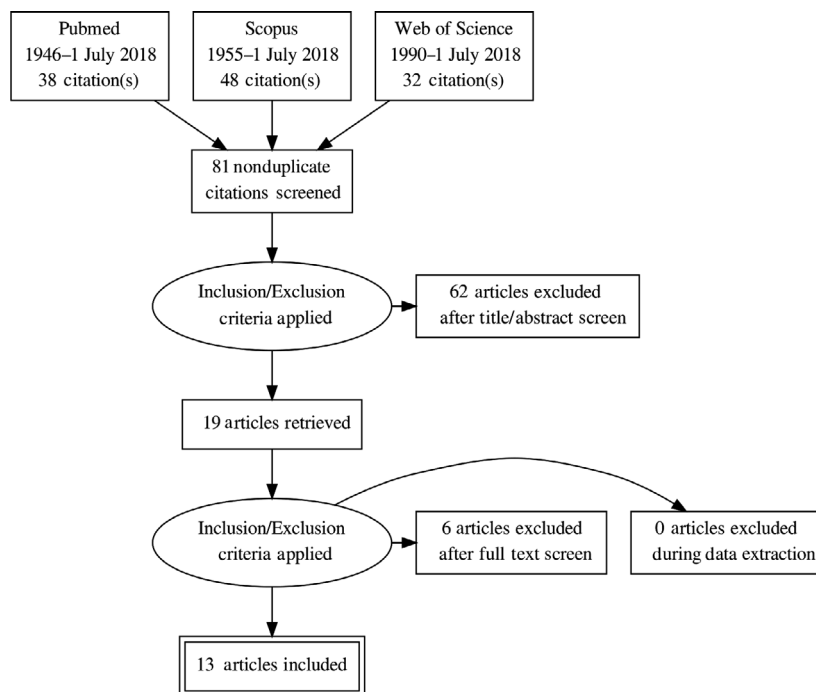 Pubmed
1946–1 July 2018
38 citation(s)
Scopus
1955–1 July 2018
48 citation(s)
Web of Science
1990–1 July 2018
32 citation(s)
81 nonduplicate
citations screened
Inclusion/Exclusion
criteria applied
62 articles excluded
after title/abstract screen
19 articles retrieved
Inclusion/Exclusion
criteria applied
6 articles excluded
after full text screen
0 articles excluded
during data extraction
13 articles included